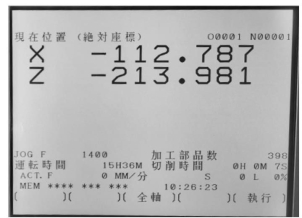 現在位置 (絶対座標) O0001 N00001
X -112.787
Z -213.981
JOG F 1400 加工部品数 398
運転時間 15H36M 切削時間 0H 0M 7S
ACT.F 0 MM/分 S 0 L 0%
MEM **** *** *** 10:26:23
( )( )( 全軸 )( )( 執行 )